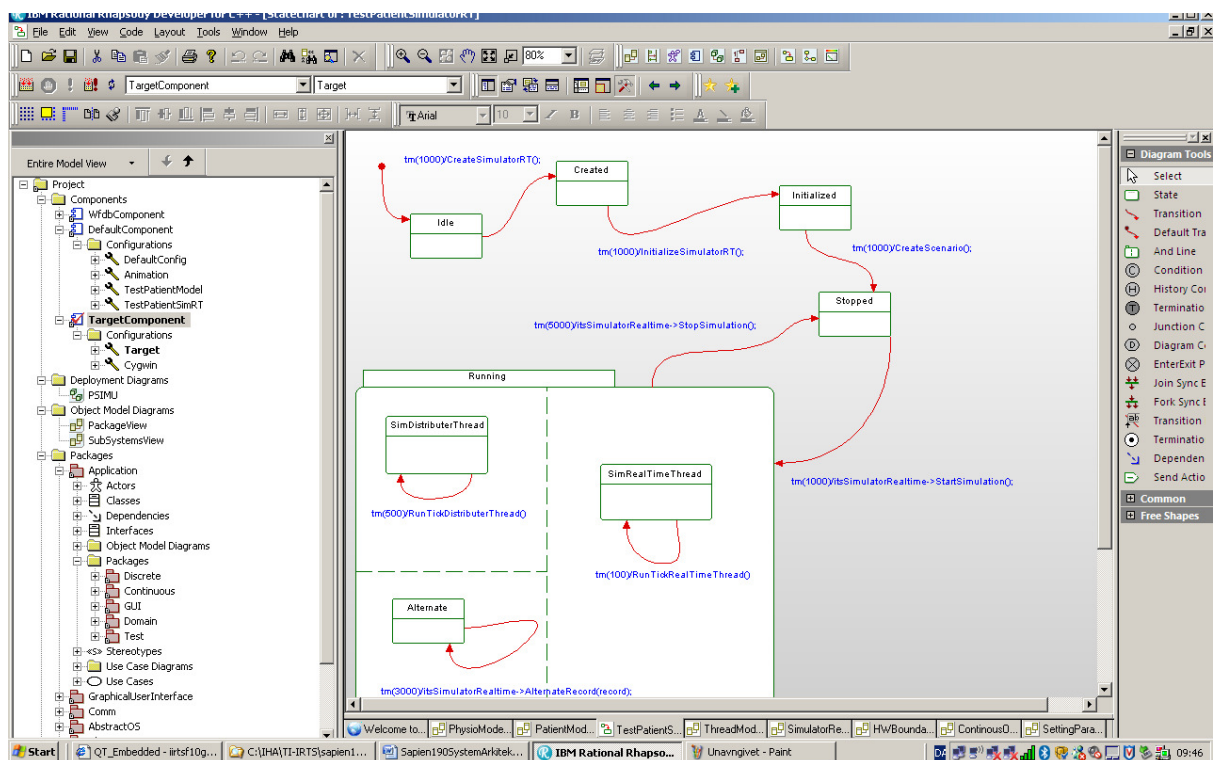 IBM Rational Rhapsody Developer for C++ - [Statechart of : TestPatientSimulatorRT]
File Edit View Code Layout Tools Window Help
80%
TargetComponent Target
Arial 10
Entire Model View
Project
Components
WfdbComponent
DefaultComponent
Configurations
DefaultConfig
Animation
TestPatientModel
TestPatientSimRT
TargetComponent
Configurations
Target
Cygwin
Deployment Diagrams
PSIMU
Object Model Diagrams
PackageView
SubSystemsView
Packages
Application
Actors
Classes
Dependencies
Interfaces
Object Model Diagrams
Packages
Discrete
Continuous
GUI
Domain
Test
«S» Stereotypes
Use Case Diagrams
Use Cases
GraphicalUserInterface
Comm
AbstractOS
tm(1000)/CreateSimulatorRT();
Created
Idle
Initialized
tm(1000)/InitializeSimulatorRT();
tm(1000)/CreateScenario();
Stopped
tm(5000)/itsSimulatorRealtime->StopSimulation();
Running
SimDistributerThread
SimRealTimeThread
tm(1000)/itsSimulatorRealtime->StartSimulation();
tm(500)/RunTickDistributerThread()
tm(100)/RunTickRealTimeThread()
Alternate
tm(3000)/itsSimulatorRealtime->AlternateRecord(record);
Diagram Tools
Select
State
Transition
Default Tra
And Line
Condition
History Con
Terminatio
Junction C
Diagram C
EnterExit P
Join Sync B
Fork Sync B
Transition
Terminatio
Dependen
Send Actio
Common
Free Shapes
Welcome to... PhysioMode... PatientMod... TestPatientS... ThreadMod... SimulatorRe... HWBounda... ContinousO... SettingPara...
Start QT_Embedded - iirtsf10g... C:\IHA\TI-IRTS\sapien1... Sapien190SystemArkitek... IBM Rational Rhapso... Unavngivet - Paint DA 09:46